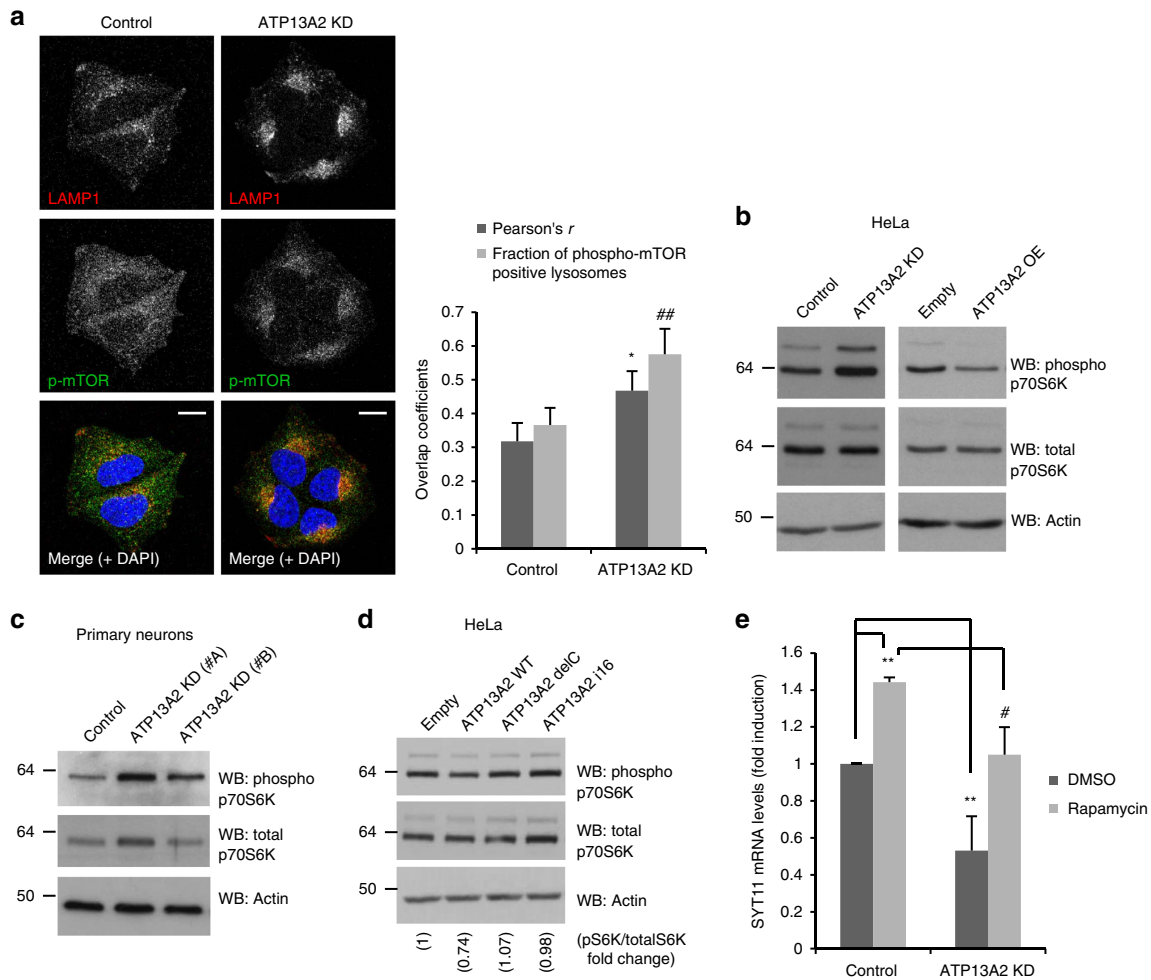 a
Control
ATP13A2 KD
LAMP1
LAMP1
p-mTOR
p-mTOR
Merge (+ DAPI)
Merge (+ DAPI)
Pearson's r
Fraction of phospho-mTOR
positive lysosomes
Overlap coefficients
0.7
0.6
0.5
0.4
0.3
0.2
0.1
0
*
##
Control
ATP13A2 KD
b
HeLa
Control
ATP13A2 KD
Empty
ATP13A2 OE
64
WB: phospho
p70S6K
64
WB: total
p70S6K
50
WB: Actin
c
Primary neurons
Control
ATP13A2 KD (#A)
ATP13A2 KD (#B)
64
WB: phospho
p70S6K
64
WB: total
p70S6K
50
WB: Actin
d
HeLa
Empty
ATP13A2 WT
ATP13A2 delC
ATP13A2 i16
64
WB: phospho
p70S6K
64
WB: total
p70S6K
50
WB: Actin
(1)
(0.74)
(1.07)
(0.98)
(pS6K/totalS6K
fold change)
e
SYT11 mRNA levels (fold induction)
1.6
1.4
1.2
1
0.8
0.6
0.4
0.2
0
**
**
#
DMSO
Rapamycin
Control
ATP13A2 KD